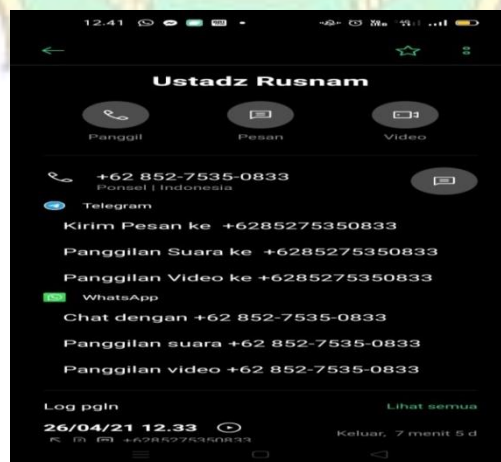 12.41
Ustadz Rusnam
Panggil Pesan Video
+62 852-7535-0833
Ponsel | Indonesia
Telegram
Kirim Pesan ke +6285275350833
Panggilan Suara ke +6285275350833
Panggilan Video ke +6285275350833
WhatsApp
Chat dengan +62 852-7535-0833
Panggilan suara +62 852-7535-0833
Panggilan video +62 852-7535-0833
Log pgln Lihat semua
26/04/21 12.33
+6285275350833 Keluar, 7 menit 5 d